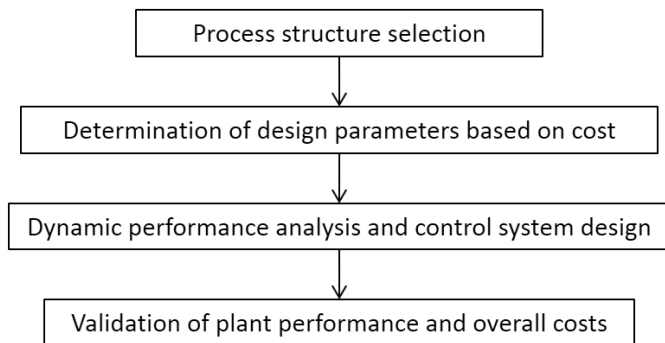 Process structure selection
Determination of design parameters based on cost
Dynamic performance analysis and control system design
Validation of plant performance and overall costs